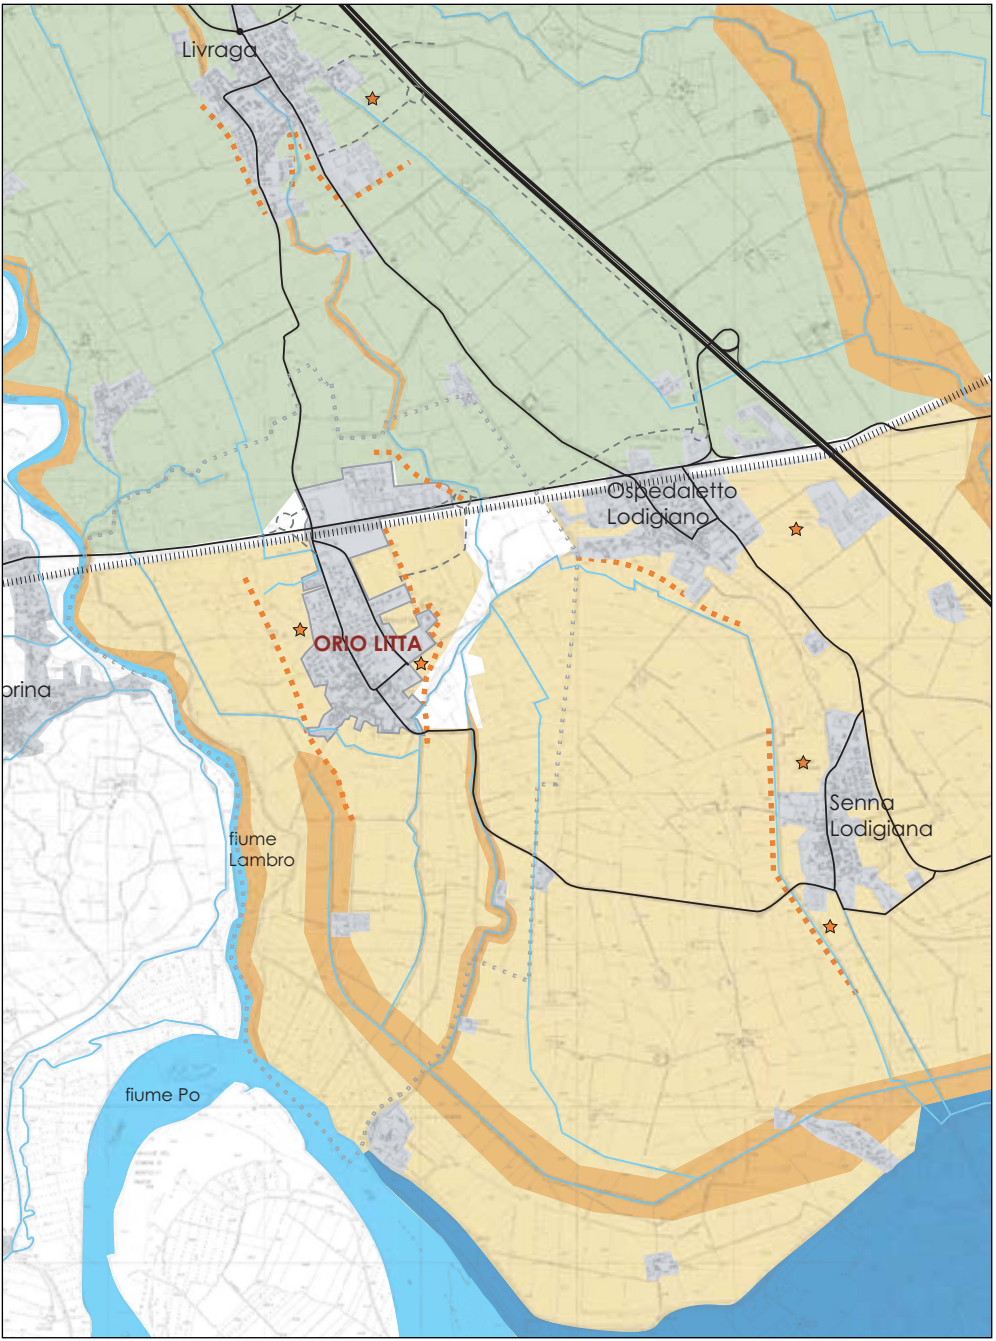 Livraga
Ospedaletto
Lodigiano
ORIO LITTA
orina
Senna
Lodigiana
fiume
Lambro
fiume Po